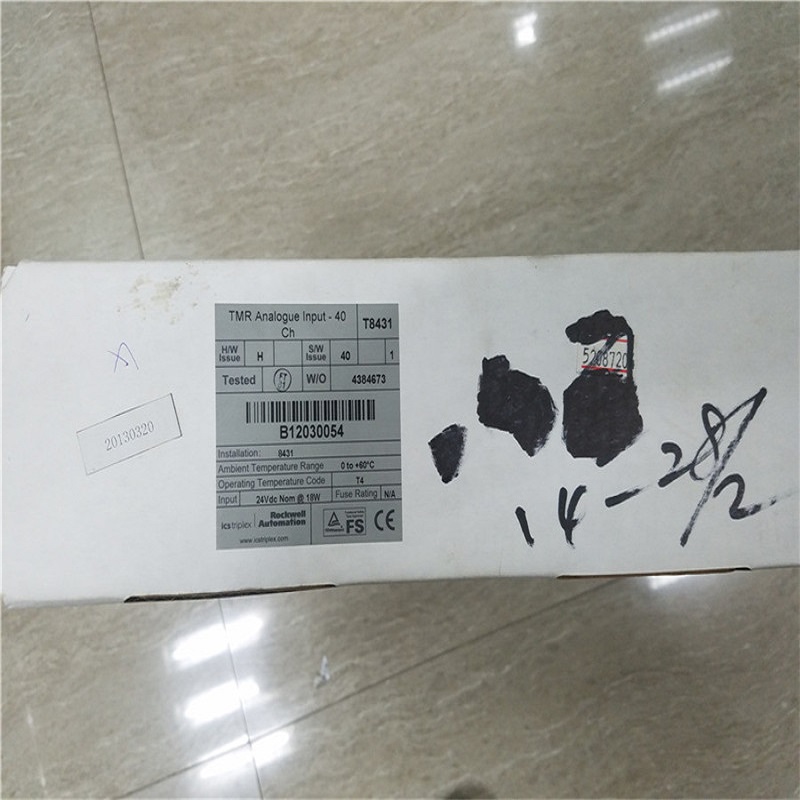 TMR Analogue Input - 40
Ch
T8431
H/W Issue H S/W Issue 40 1
Tested FT H W/O 4384673
B12030054
Installation: 8431
Ambient Temperature Range 0 to +60°C
Operating Temperature Code T4
Input 24Vdc Nom @ 18W Fuse Rating N/A
icstriplex Rockwell Automation
www.icstriplex.com
FS CE
20130320
14-28/2